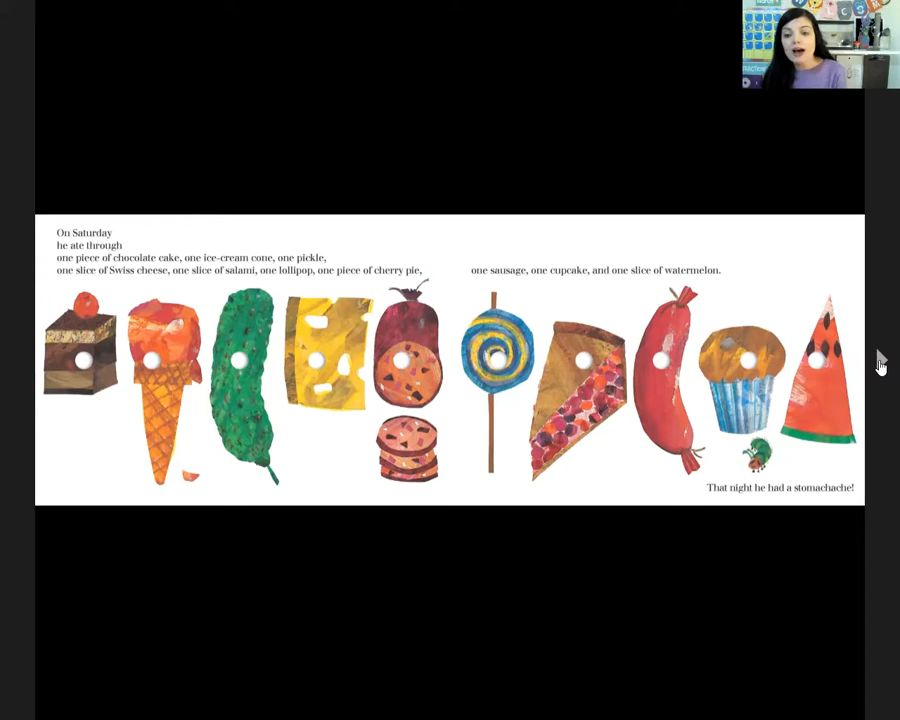 On Saturday
he ate through
one piece of chocolate cake, one ice-cream cone, one pickle,
one slice of Swiss cheese, one slice of salami, one lollipop, one piece of cherry pie,
one sausage, one cupcake, and one slice of watermelon.
That night he had a stomachache!